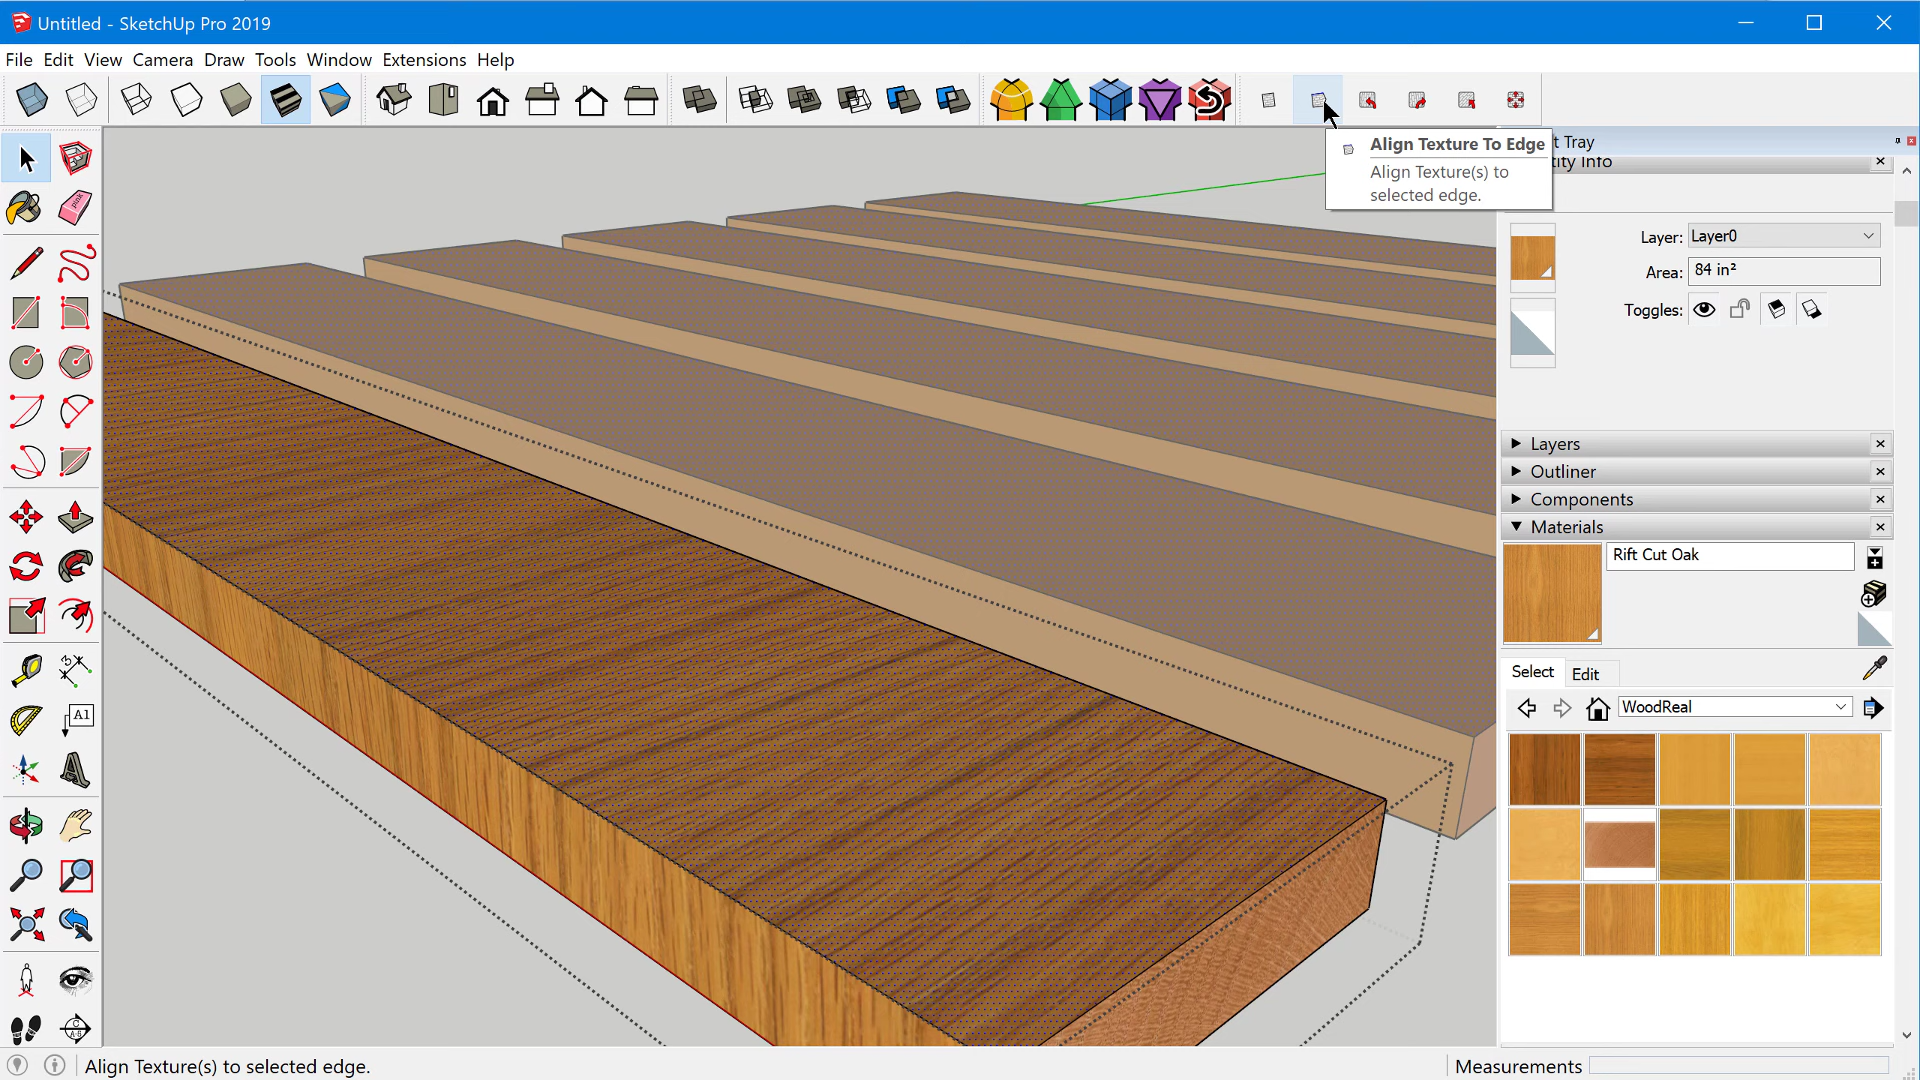 Untitled - SketchUp Pro 2019
File Edit View Camera Draw Tools Window Extensions Help
Align Texture To Edge
Align Texture(s) to
selected edge.
t Tray
tity Info
Layer: Layer0
Area: 84 in²
Toggles:
Layers
Outliner
Components
Materials
Rift Cut Oak
Select Edit
WoodReal
pink
A1
Align Texture(s) to selected edge.
Measurements